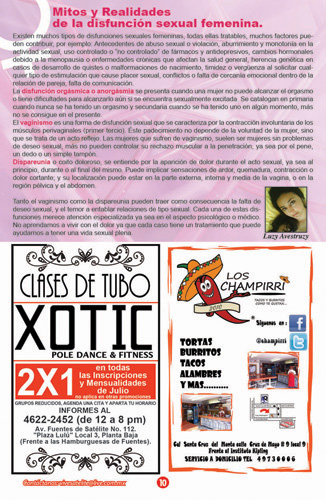 Mitos y Realidades
de la disfunción sexual femenina.
Existen muchos tipos de disfunciones sexuales femeninas, todas ellas tratables, muchos factores pue-
den contribuir, por ejemplo: Antecedentes de abuso sexual o violación, aburrimiento y monotonía en la
actividad sexual, uso controlado o "no controlado" de fármacos y antidepresivos, cambios hormonales
debido a la menopausia o enfermedades crónicas que afectan la salud general, herencia genética en
casos de desarrollo de quistes o malformaciones de nacimiento, timidez o vergüenza al solicitar cual-
quier tipo de estimulación que cause placer sexual, conflictos o falta de cercanía emocional dentro de la
relación de pareja, falta de comunicación.
La disfunción orgásmica o anorgásmia se presenta cuando una mujer no puede alcanzar el orgasmo
o tiene dificultades para alcanzarlo aún si se encuentra sexualmente excitada. Se catalogan en primaria
cuando nunca se ha tenido un orgasmo y secundaria cuando si se ha tenido uno en algún momento,
más no se consigue en el presente.
El vaginismo es una forma de disfunción sexual que se caracteriza por la contracción involuntaria de los
músculos perivaginales (tercer tercio). Este padecimiento no depende de la voluntad de la mujer, sino
que se trata de un acto reflejo. Las mujeres que sufren de vaginismo, suelen ser mujeres sin problemas
de deseo sexual, más no pueden controlar su rechazo muscular a la penetración, ya sea por el pene,
un dedo o un simple tampón.
Dispareunia o coito doloroso, se entiende por la aparición de dolor durante el acto sexual, ya sea al
principio, durante o al final del mismo. Puede implicar sensaciones de ardor, quemadura, contracción o
dolor cortante, y su localización puede estar en la parte externa, interna y media de la vagina, o en la
región pélvica y el abdomen.
Tanto el vaginismo como la dispareunia pueden traer como consecuencia la falta de
deseo sexual, y el temor a entablar relaciones de tipo sexual. Cada una de estas dis-
funciones merece atención especializada ya sea en el aspecto psicológico o médico.
No aprendamos a vivir con el dolor ya que cada caso tiene un tratamiento que puede
ayudarnos a tener una vida sexual plena.
Luzy Avestruzy
CLASES DE TUBO
XOTIC
POLE DANCE & FITNESS
2X1
en todas
las Inscripciones
y Mensualidades
de Julio
no aplica en otras promociones
GRUPOS REDUCIDOS, AGENDA UNA CITA Y APARTA TU HORARIO
INFORMES AL
4622-2452 (de 12 a 8 pm)
Av. Fuentes de Satélite No. 112.
"Plaza Lulú" Local 3, Planta Baja
(Frente a las Hamburguesas de Fuentes).
LOS
CHAMPIRRI
TACOS Y BURRITOS
COMO TE QUITAS...
2010
Siguenos en:
@champirri
TORTAS
BURRITOS
TACOS
ALAMBRES
Y MAS........
Col Santa Cruz del Monte calle Cruz de Mayo # 9 local 9
Frente al Instituto Kipling
SERVICIO A DOMICILIO TEL 49730006
10